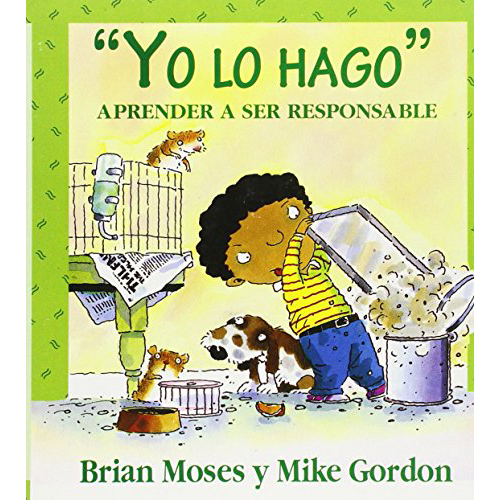 “YO LO HAGO”
APRENDER A SER RESPONSABLE
Brian Moses y Mike Gordon